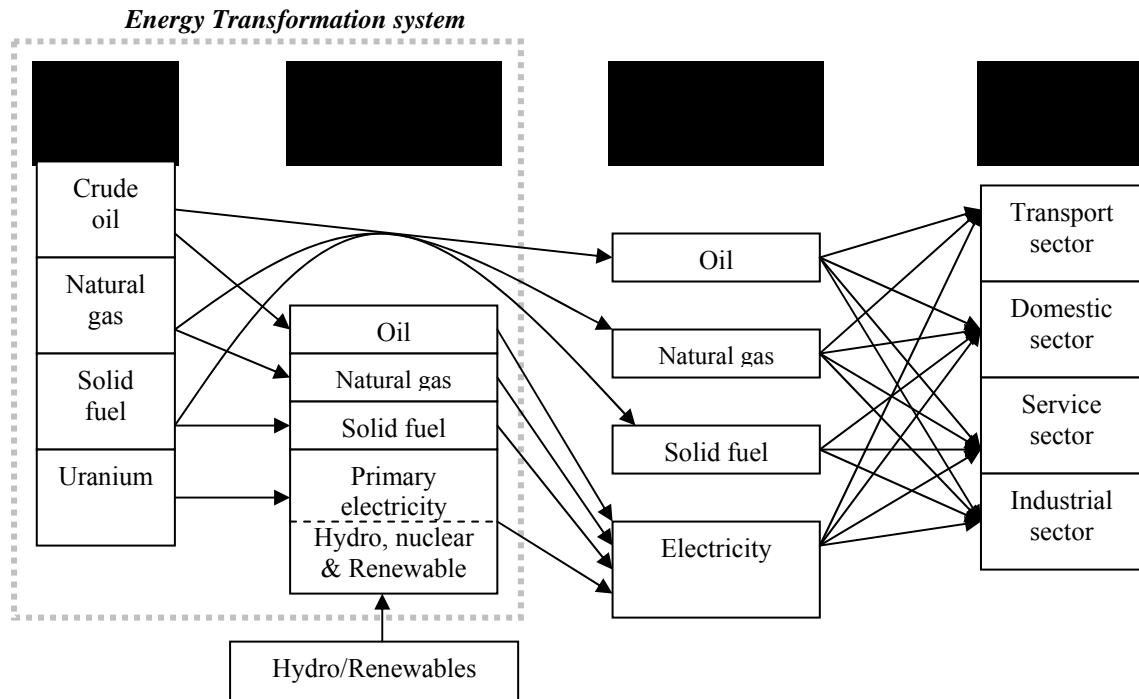 Energy Transformation system
Crude
oil
Natural
gas
Solid
fuel
Uranium
Oil
Natural gas
Solid fuel
Primary
electricity
Hydro, nuclear
& Renewable
Hydro/Renewables
Oil
Natural gas
Solid fuel
Electricity
Transport
sector
Domestic
sector
Service
sector
Industrial
sector